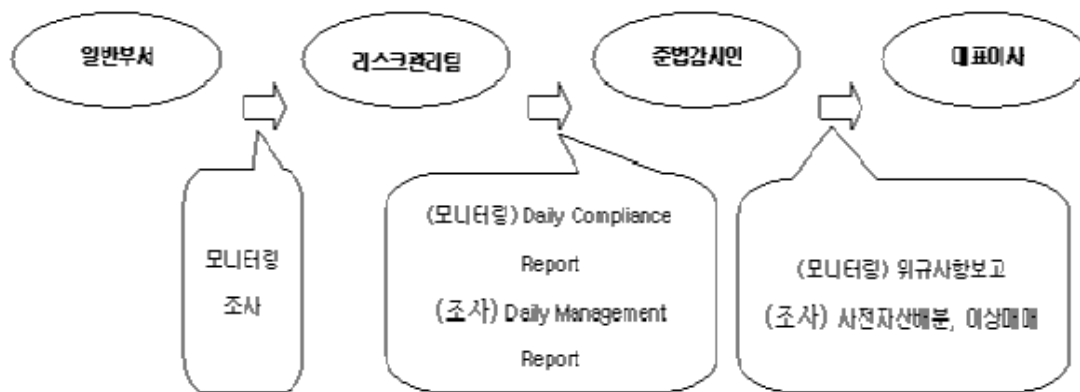 일반부서
리스크관리팀
준법감시인
대표이사
모니터링
조사
(모니터링) Daily Compliance
Report
(조사) Daily Management
Report
(모니터링) 위규사항보고
(조사) 사전자산배분, 이상매매